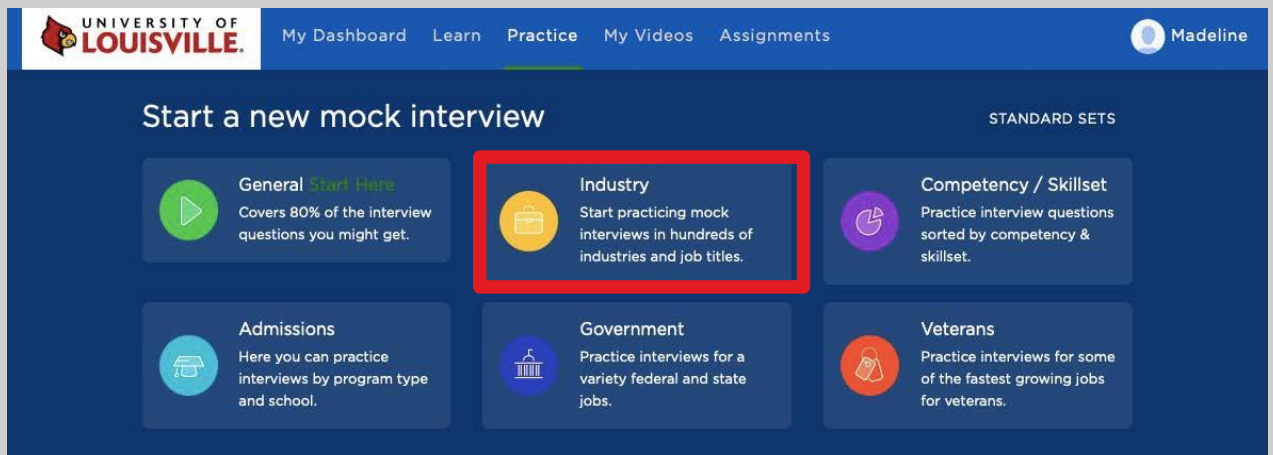 UNIVERSITY OF
LOUISVILLE.
My Dashboard Learn Practice My Videos Assignments
Madeline
Start a new mock interview
STANDARD SETS
General Start Here
Covers 80% of the interview
questions you might get.
Industry
Start practicing mock
interviews in hundreds of
industries and job titles.
Competency / Skillset
Practice interview questions
sorted by competency &
skillset.
Admissions
Here you can practice
interviews by program type
and school.
Government
Practice interviews for a
variety federal and state
jobs.
Veterans
Practice interviews for some
of the fastest growing jobs
for veterans.